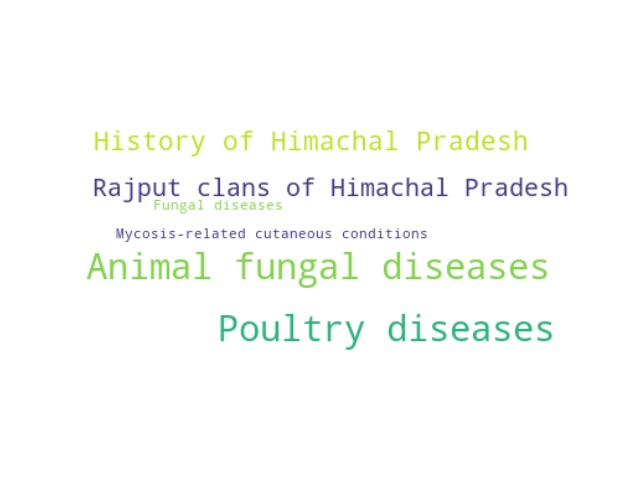 History of Himachal Pradesh
Rajput clans of Himachal Pradesh
Fungal diseases
Mycosis-related cutaneous conditions
Animal fungal diseases
Poultry diseases